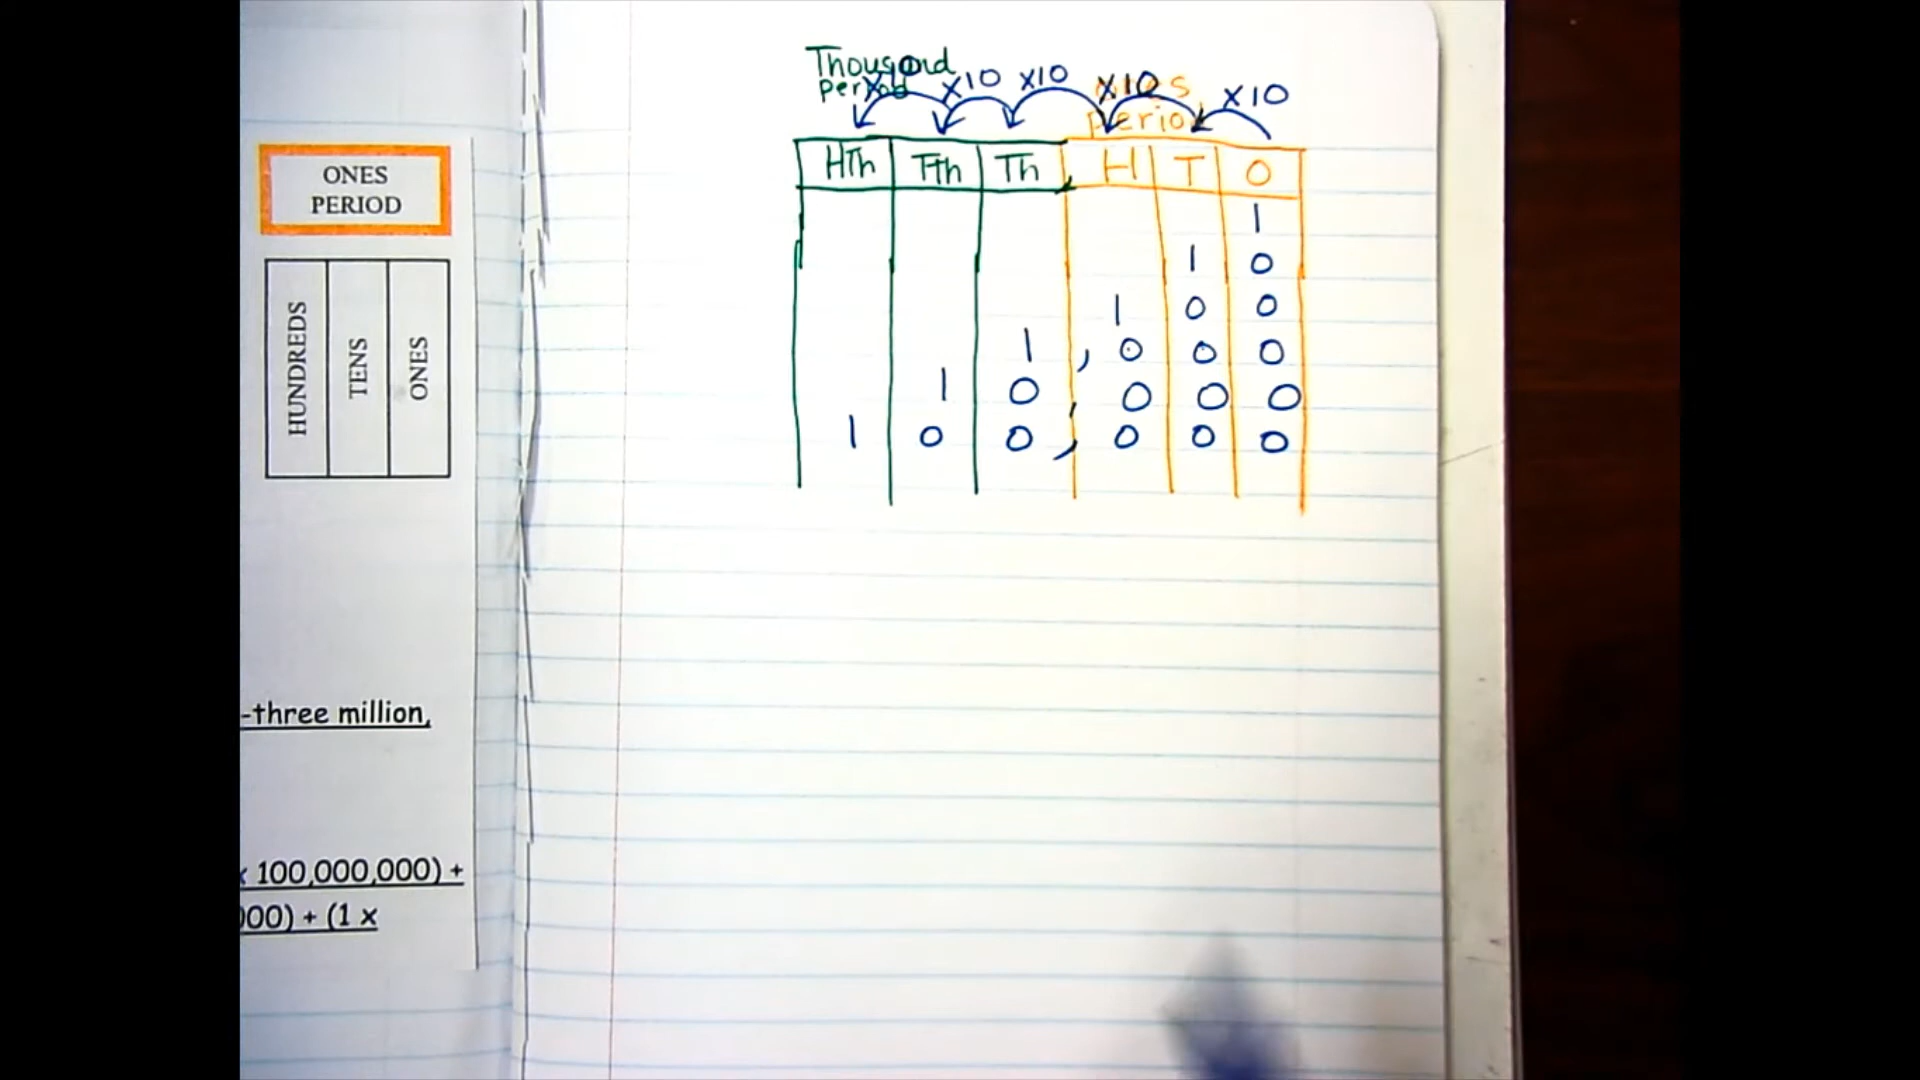 ONES
PERIOD
HUNDREDS
TENS
ONES
-three million,
x 100,000,000) +
000) + (1 x
Thousand
period
ones
period
x10 x10 x10 x10 x10
HTh TTh Th H T O
1
1 0
1 0 0
1 , 0 0 0
1 0 , 0 0 0
1 0 0 , 0 0 0